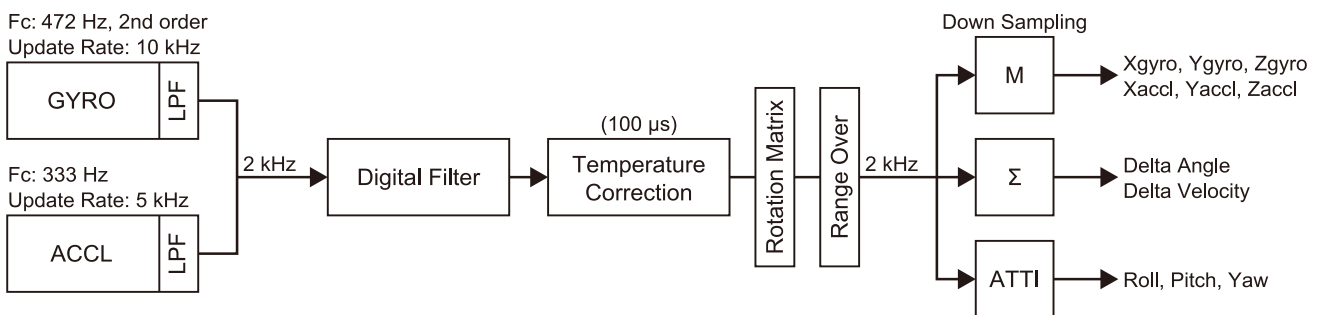 Fc: 472 Hz, 2nd order
Update Rate: 10 kHz
GYRO
LPF
Fc: 333 Hz
Update Rate: 5 kHz
ACCL
LPF
2 kHz
Digital Filter
(100 µs)
Temperature
Correction
Rotation Matrix
Range Over
2 kHz
Down Sampling
M
Xgyro, Ygyro, Zgyro
Xaccl, Yaccl, Zaccl
Σ
Delta Angle
Delta Velocity
ATTI
Roll, Pitch, Yaw